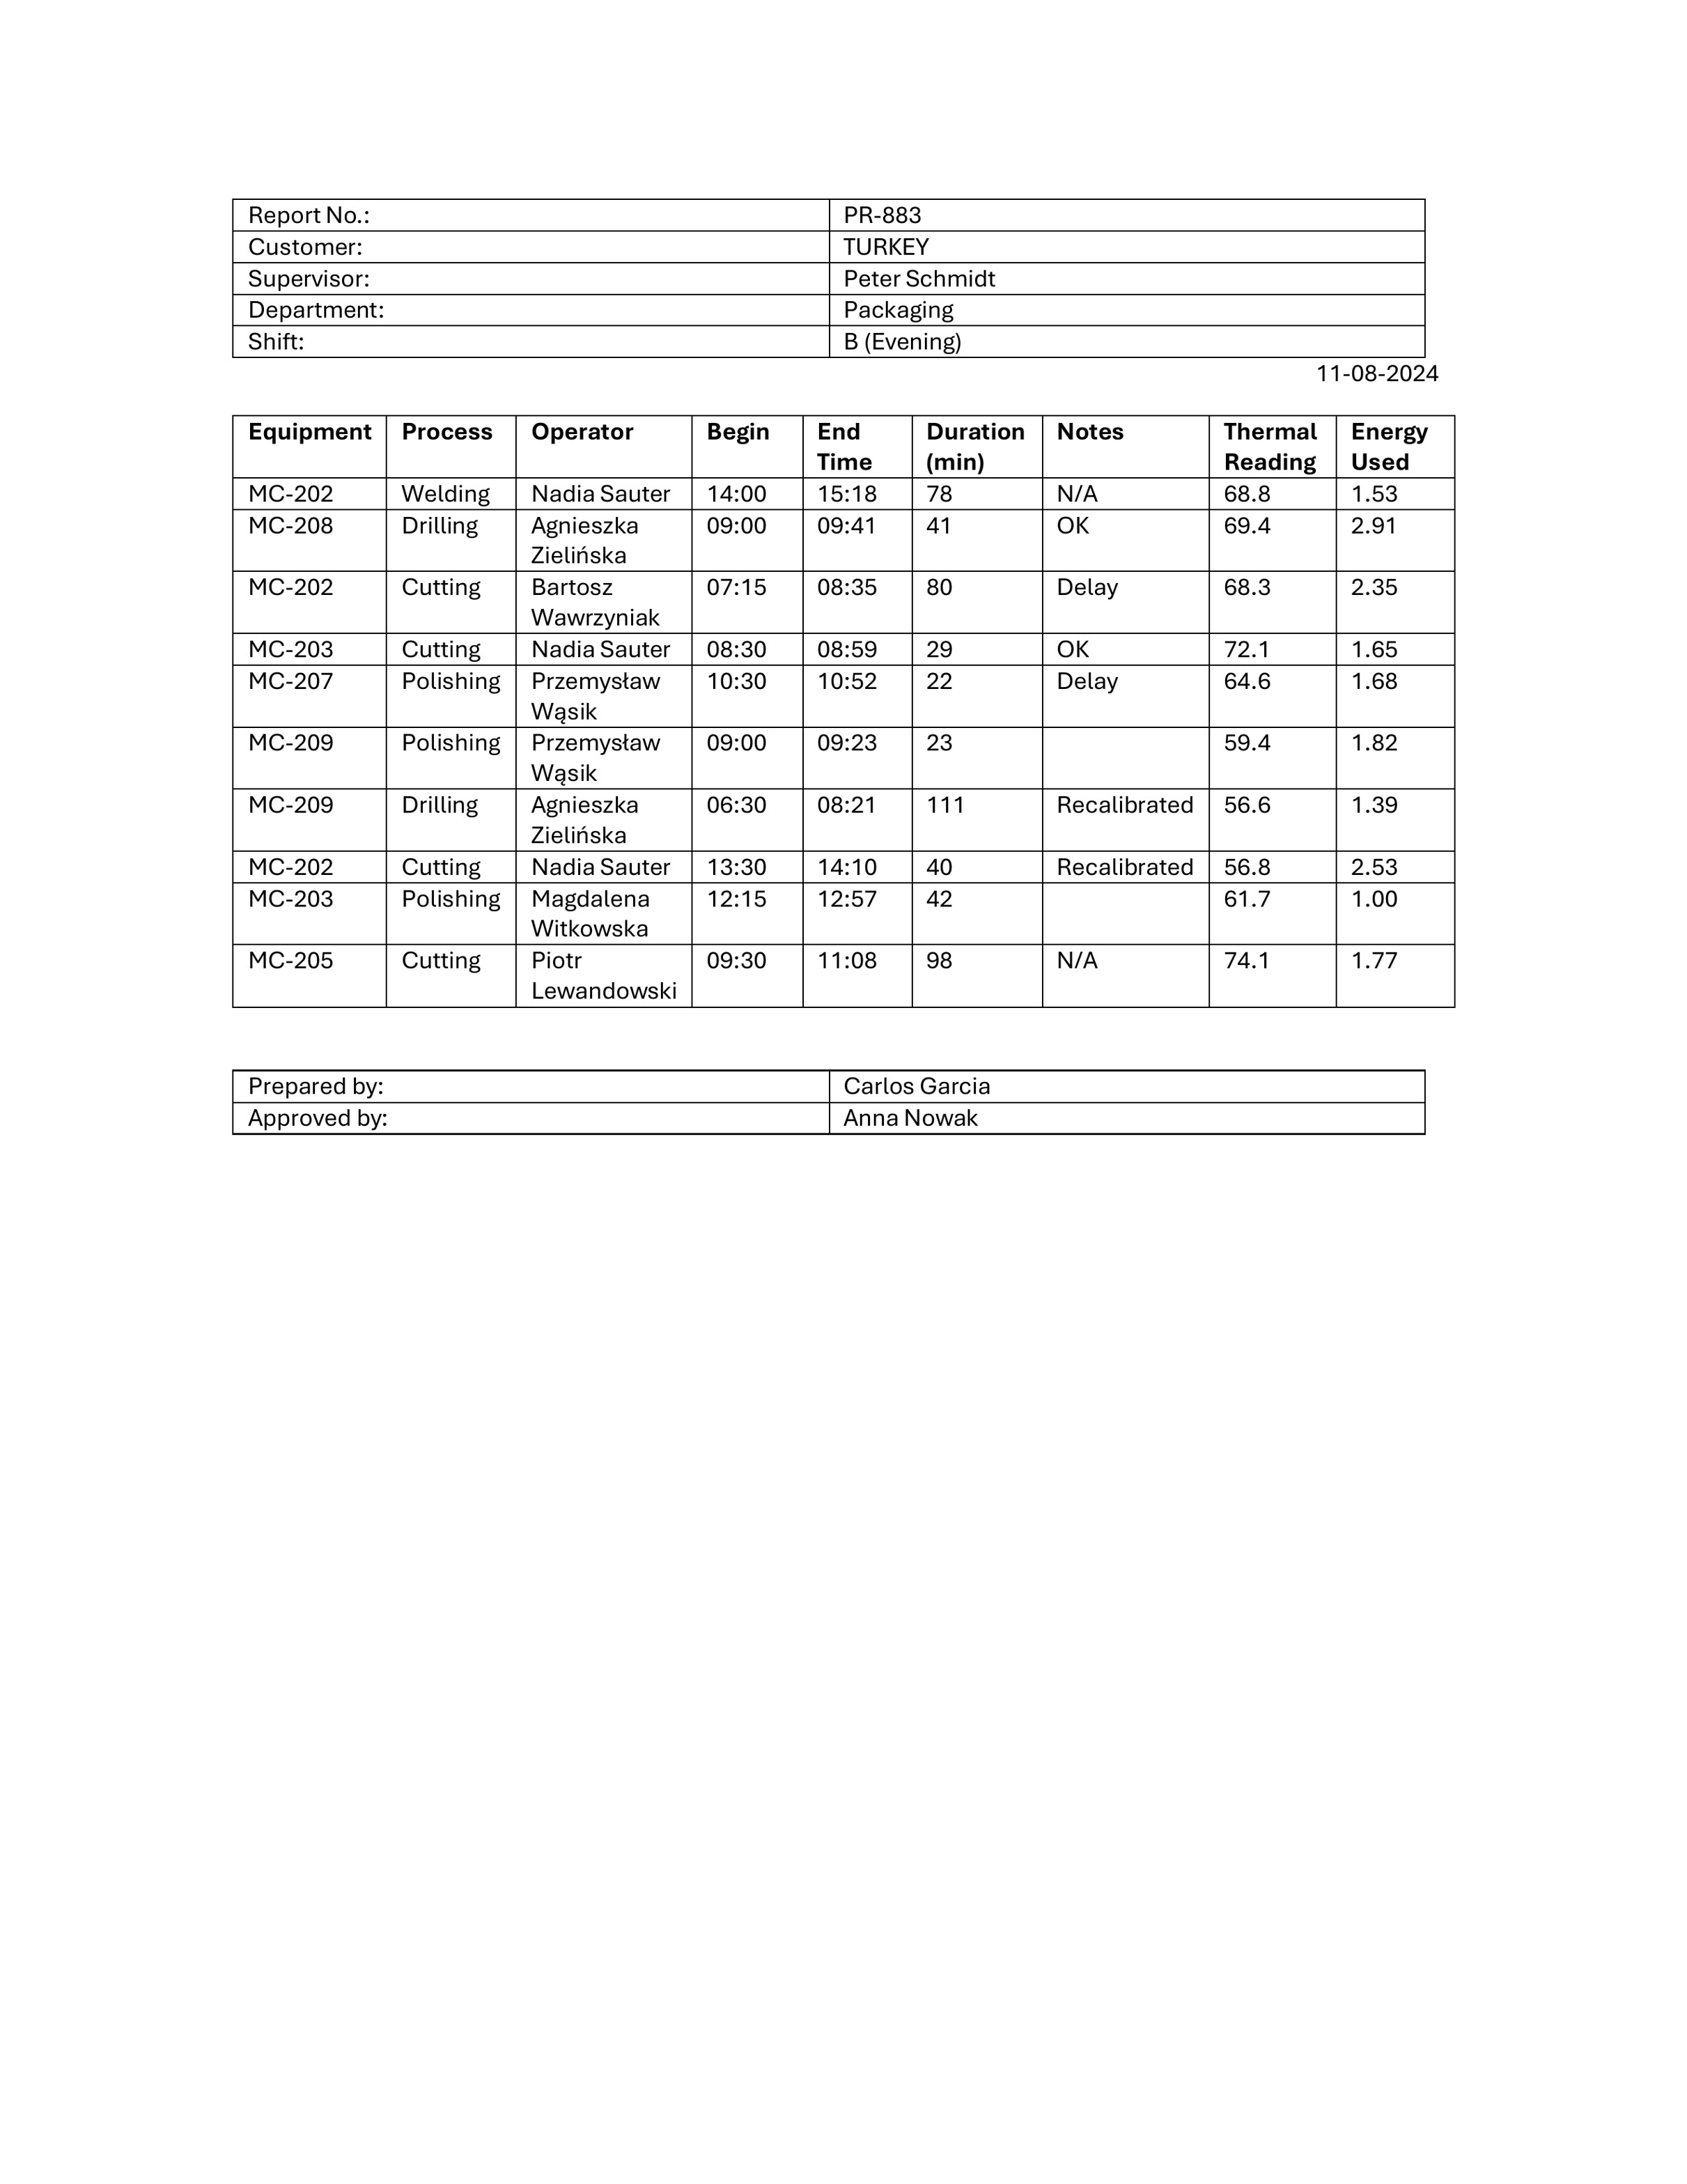 Report No.: PR-883
Customer: TURKEY
Supervisor: Peter Schmidt
Department: Packaging
Shift: B (Evening)
11-08-2024
Equipment Process Operator Begin End Time Duration (min) Notes Thermal Reading Energy Used
MC-202 Welding Nadia Sauter 14:00 15:18 78 N/A 68.8 1.53
MC-208 Drilling Agnieszka Zielińska 09:00 09:41 41 OK 69.4 2.91
MC-202 Cutting Bartosz Wawrzyniak 07:15 08:35 80 Delay 68.3 2.35
MC-203 Cutting Nadia Sauter 08:30 08:59 29 OK 72.1 1.65
MC-207 Polishing Przemysław Wąsik 10:30 10:52 22 Delay 64.6 1.68
MC-209 Polishing Przemysław Wąsik 09:00 09:23 23 59.4 1.82
MC-209 Drilling Agnieszka Zielińska 06:30 08:21 111 Recalibrated 56.6 1.39
MC-202 Cutting Nadia Sauter 13:30 14:10 40 Recalibrated 56.8 2.53
MC-203 Polishing Magdalena Witkowska 12:15 12:57 42 61.7 1.00
MC-205 Cutting Piotr Lewandowski 09:30 11:08 98 N/A 74.1 1.77
Prepared by: Carlos Garcia
Approved by: Anna Nowak